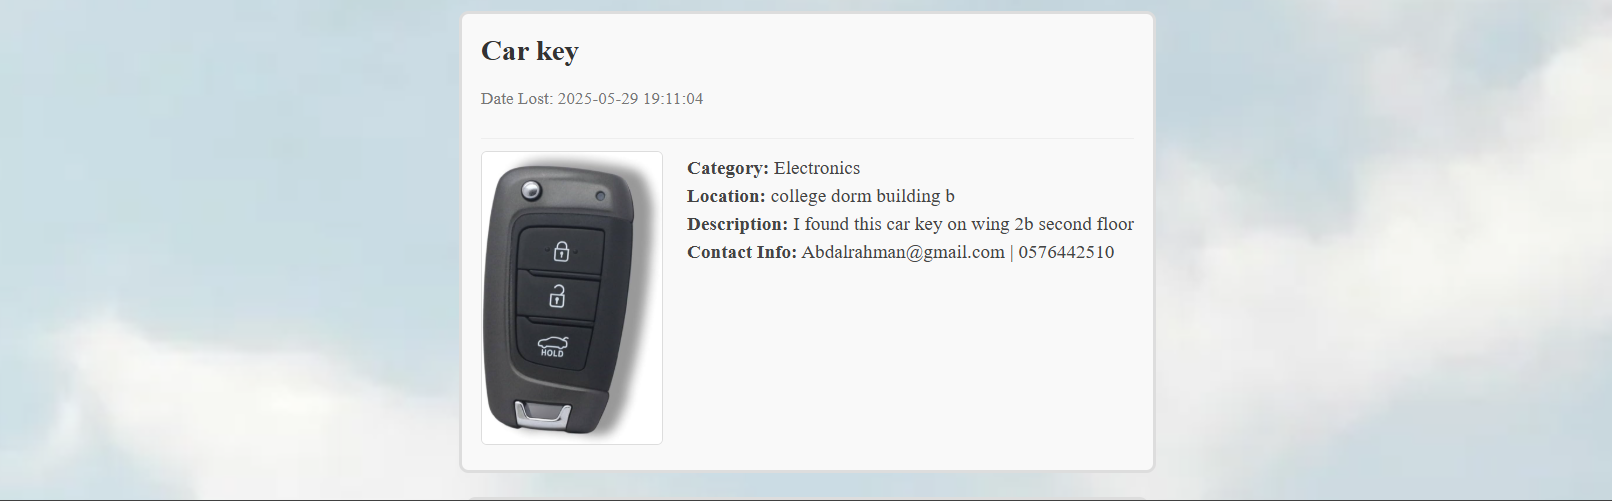 Car key
Date Lost: 2025-05-29 19:11:04
Category: Electronics
Location: college dorm building b
Description: I found this car key on wing 2b second floor
Contact Info: Abdalrahman@gmail.com | 0576442510
HOLD